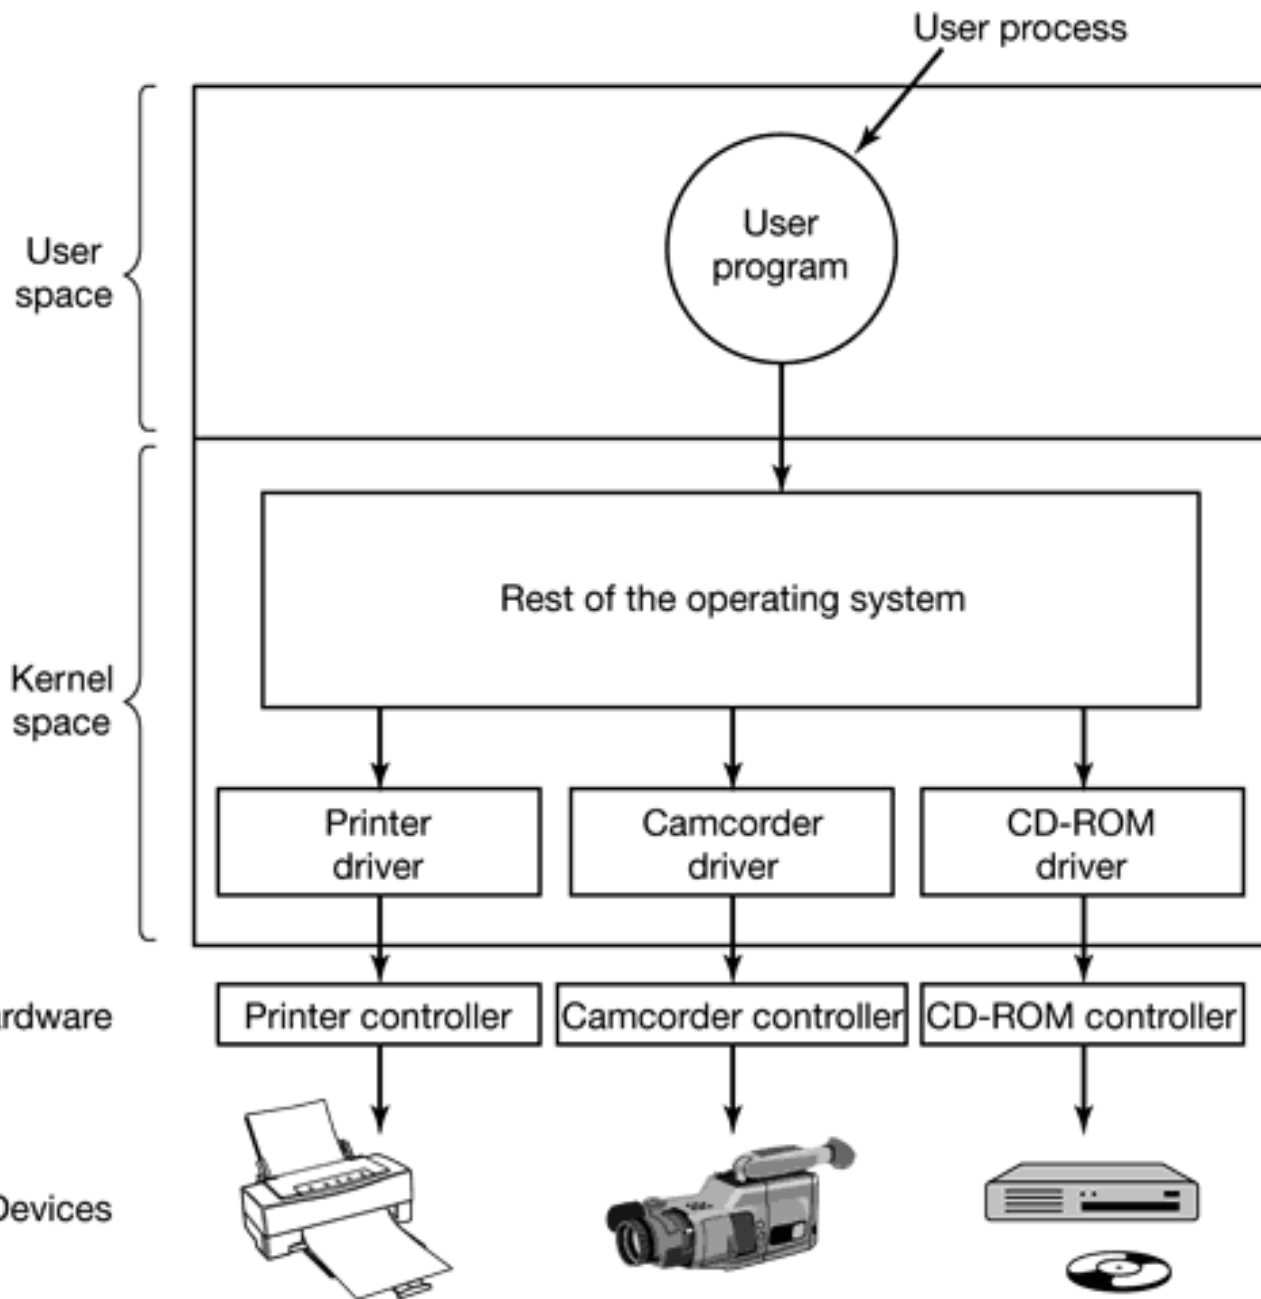 User process
User
program
User
space
Rest of the operating system
Kernel
space
Printer
driver
Camcorder
driver
CD-ROM
driver
ardware
Printer controller
Camcorder controller
CD-ROM controller
Devices